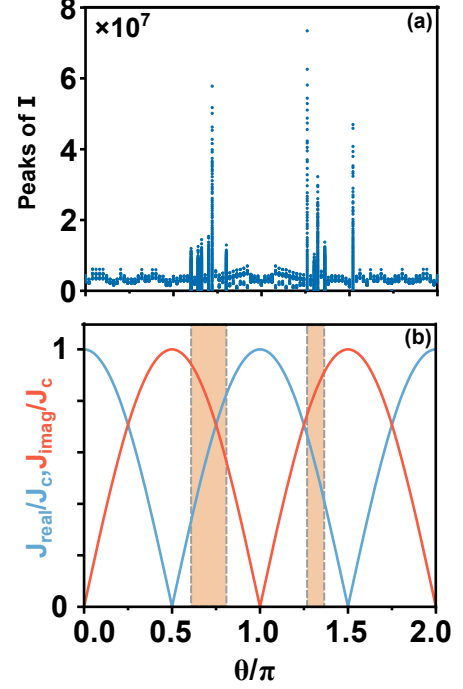 ×10⁷
(a)
8
6
4
2
0
Peaks of I
(b)
1
0
J_real/J_c, J_imag/J_c
0.0 0.5 1.0 1.5 2.0
θ/π